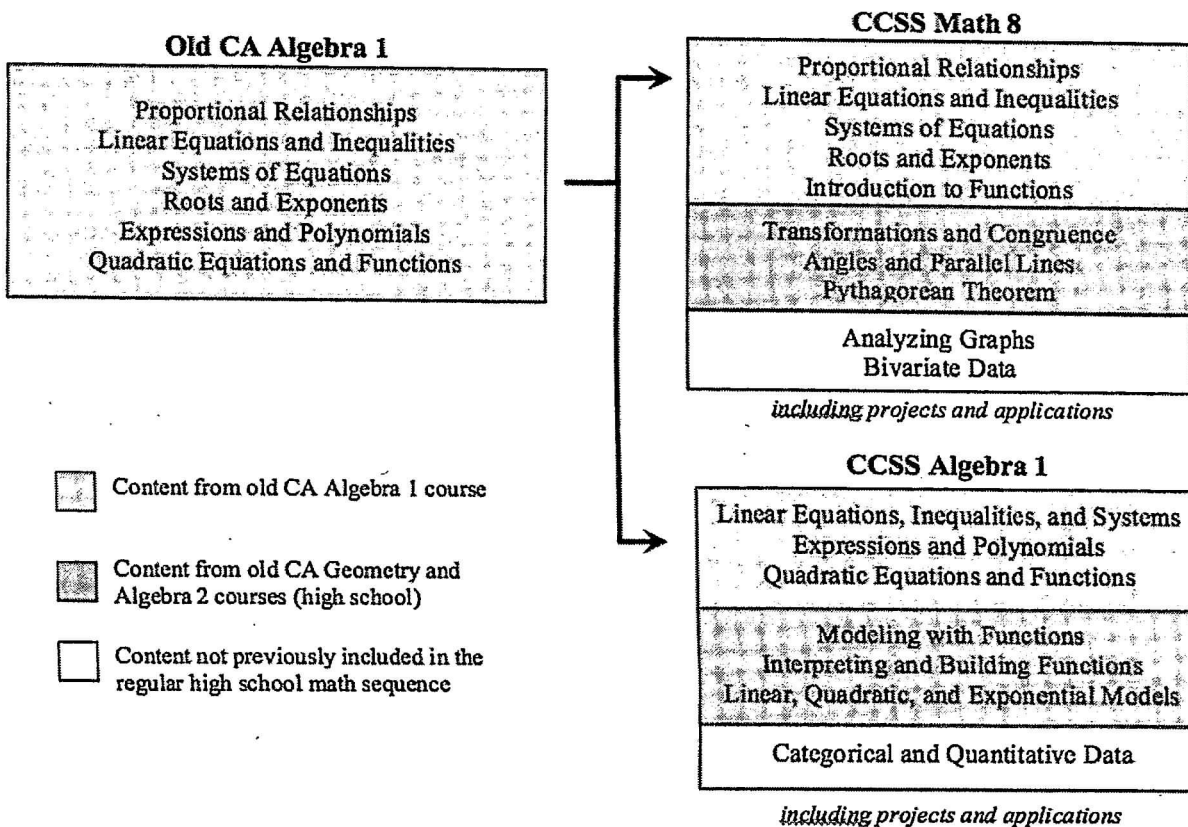 Old CA Algebra 1
Proportional Relationships
Linear Equations and Inequalities
Systems of Equations
Roots and Exponents
Expressions and Polynomials
Quadratic Equations and Functions
Content from old CA Algebra 1 course
Content from old CA Geometry and
Algebra 2 courses (high school)
Content not previously included in the
regular high school math sequence
CCSS Math 8
Proportional Relationships
Linear Equations and Inequalities
Systems of Equations
Roots and Exponents
Introduction to Functions
Transformations and Congruence
Angles and Parallel Lines
Pythagorean Theorem
Analyzing Graphs
Bivariate Data
including projects and applications
CCSS Algebra 1
Linear Equations, Inequalities, and Systems
Expressions and Polynomials
Quadratic Equations and Functions
Modeling with Functions
Interpreting and Building Functions
Linear, Quadratic, and Exponential Models
Categorical and Quantitative Data
including projects and applications